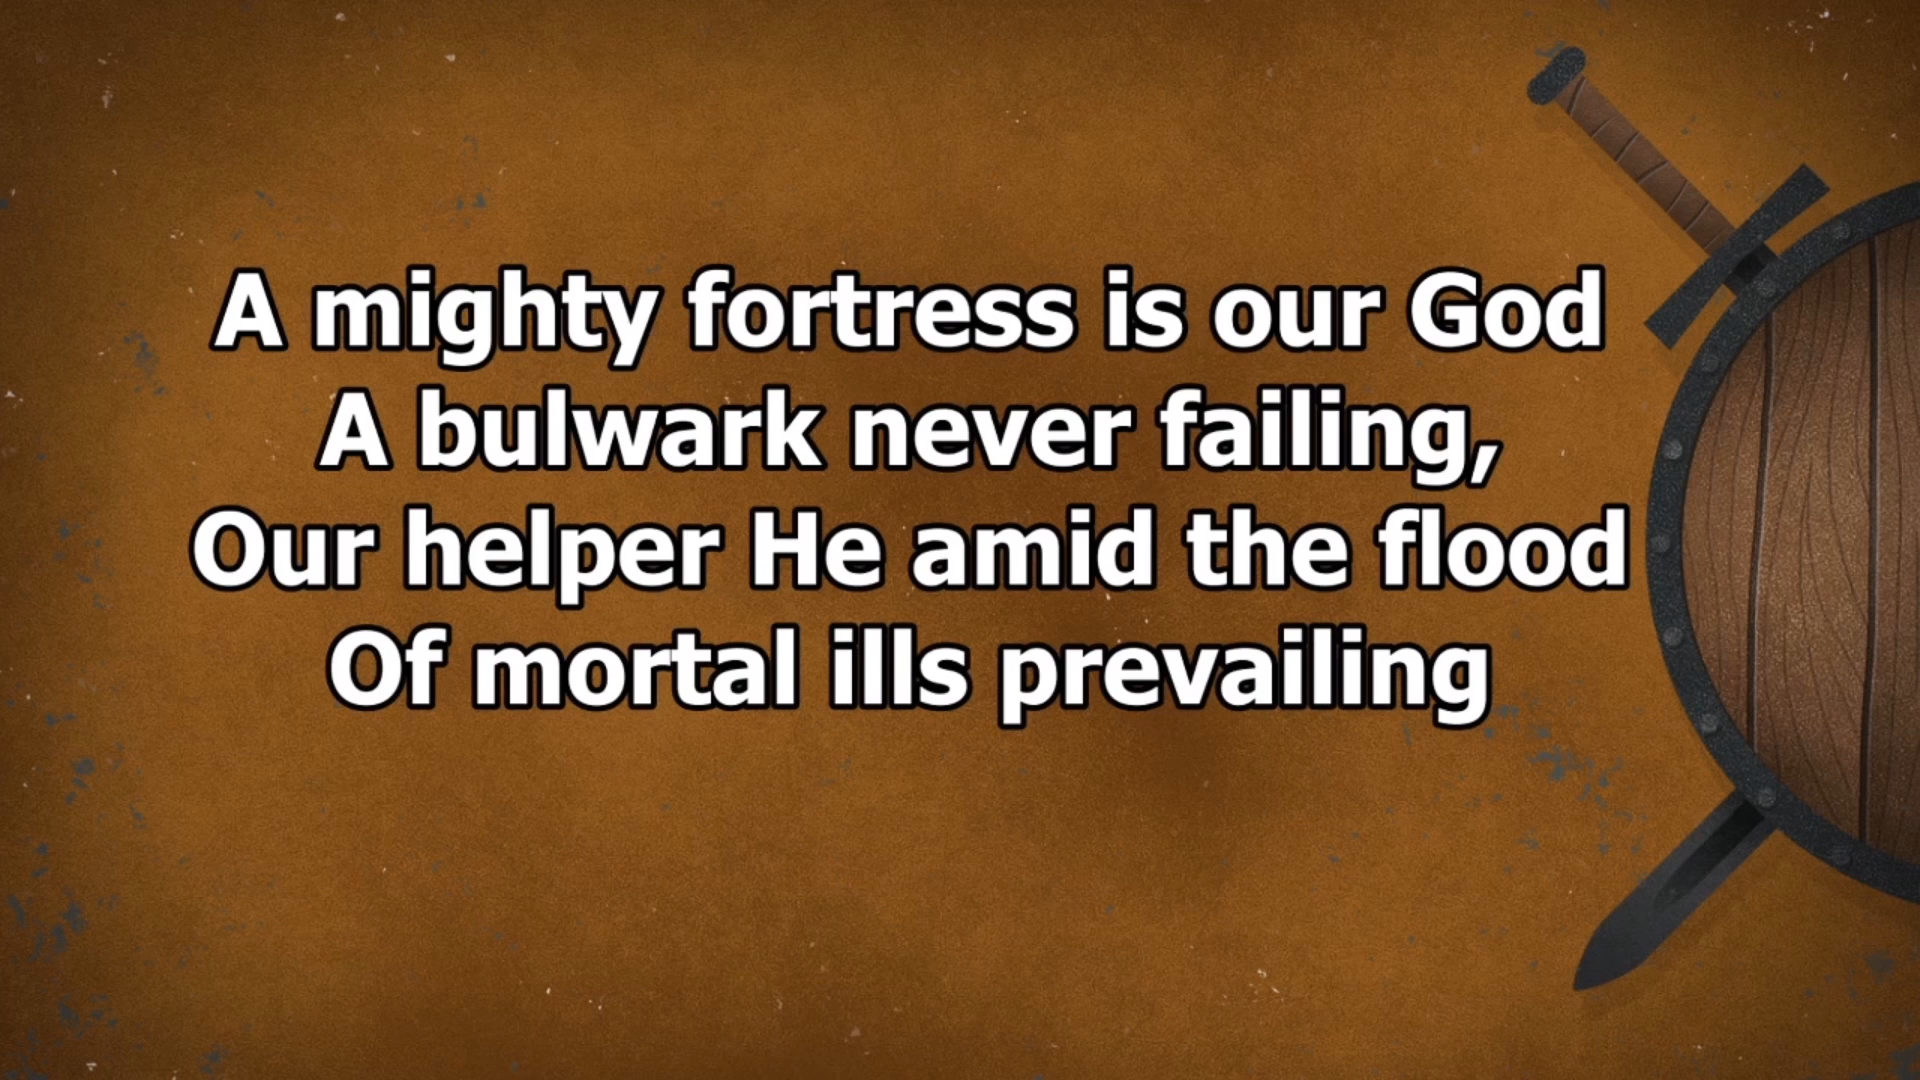 A mighty fortress is our God
A bulwark never failing,
Our helper He amid the flood
Of mortal ills prevailing